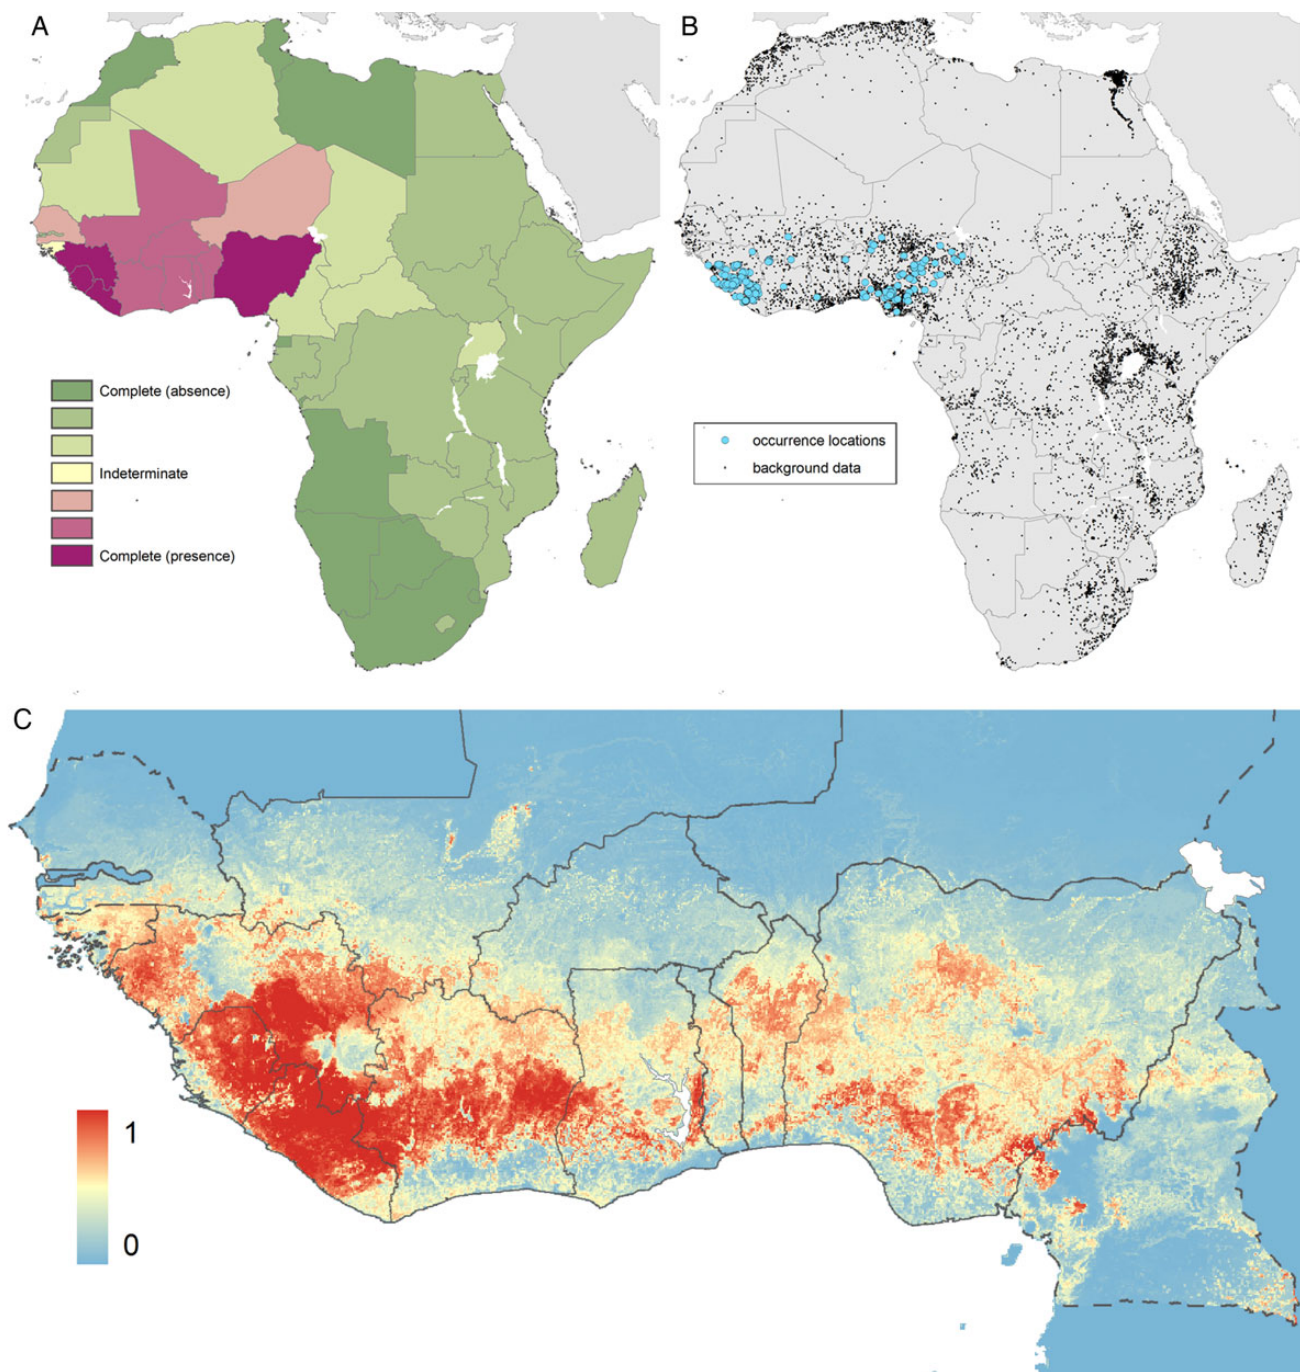 A
B
Complete (absence)
Indeterminate
Complete (presence)
occurrence locations
background data
C
1
0